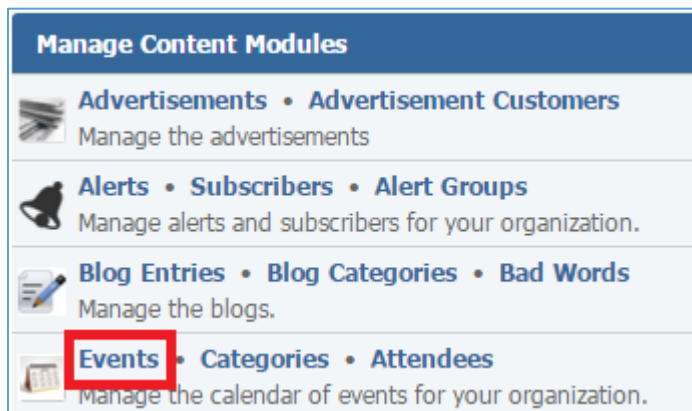 Manage Content Modules
Advertisements • Advertisement Customers
Manage the advertisements
Alerts • Subscribers • Alert Groups
Manage alerts and subscribers for your organization.
Blog Entries • Blog Categories • Bad Words
Manage the blogs.
Events • Categories • Attendees
Manage the calendar of events for your organization.